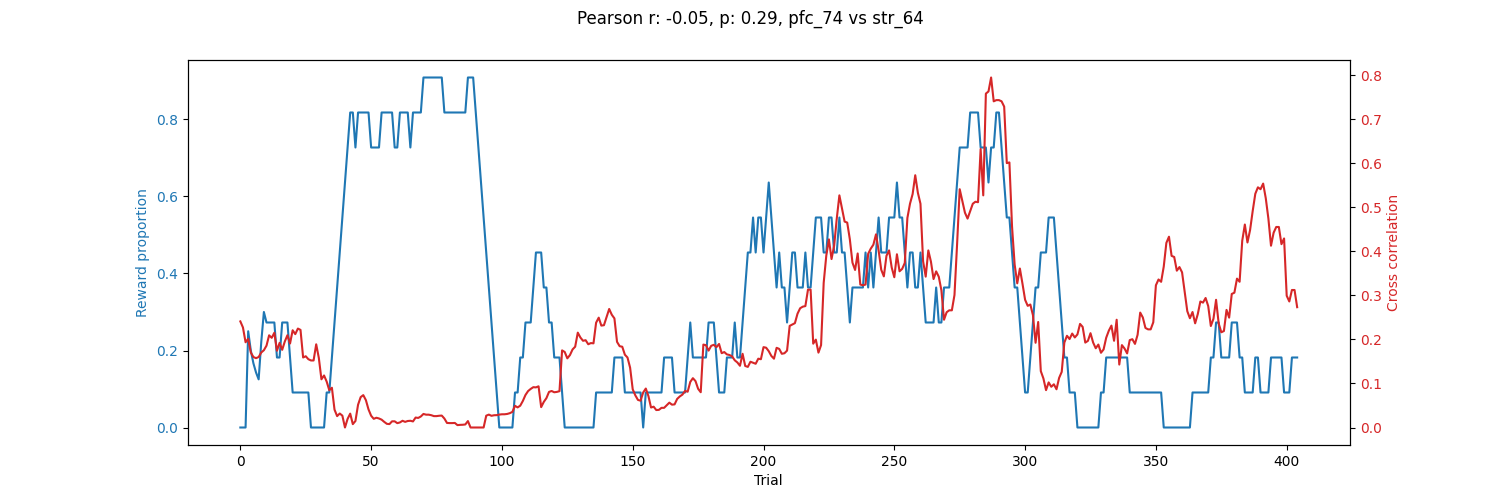 Pearson r: -0.05, p: 0.29, pfc_74 vs str_64
Reward proportion
0.8
0.6
0.4
0.2
0.0
0.8
0.7
0.6
0.5
0.4
0.3
0.2
0.1
0.0
Cross correlation
0 50 100 150 200 250 300 350 400
Trial